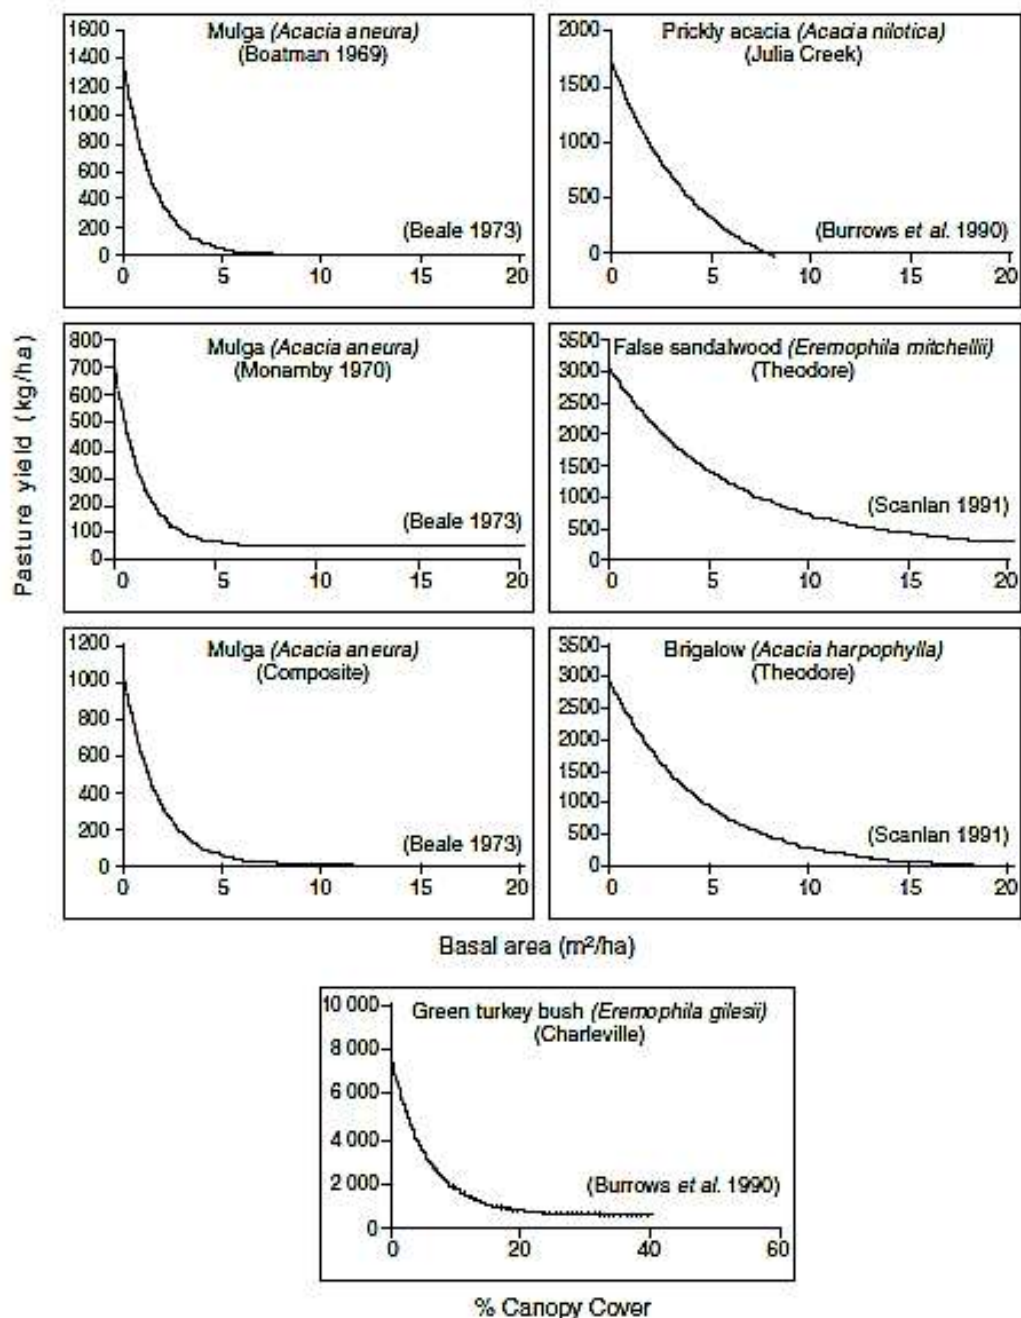 Pasture yield (kg/ha)
Mulga (Acacia aneura)
(Boatman 1969)
1600
1400
1200
1000
800
600
400
200
0
(Beale 1973)
0 5 10 15 20
Prickly acacia (Acacia nilotica)
(Julia Creek)
2000
1500
1000
500
0
(Burrows et al. 1990)
0 5 10 15 20
Mulga (Acacia aneura)
(Monamby 1970)
800
700
600
500
400
300
200
100
0
(Beale 1973)
0 5 10 15 20
False sandalwood (Eremophila mitchellii)
(Theodore)
3500
3000
2500
2000
1500
1000
500
0
(Scanlan 1991)
0 5 10 15 20
Mulga (Acacia aneura)
(Composite)
1200
1000
800
600
400
200
0
(Beale 1973)
0 5 10 15 20
Brigalow (Acacia harpophylla)
(Theodore)
3500
3000
2500
2000
1500
1000
500
0
(Scanlan 1991)
0 5 10 15 20
Basal area (m²/ha)
Green turkey bush (Eremophila gilesii)
(Charleville)
10 000
8 000
6 000
4 000
2 000
0
(Burrows et al. 1990)
0 20 40 60
% Canopy Cover